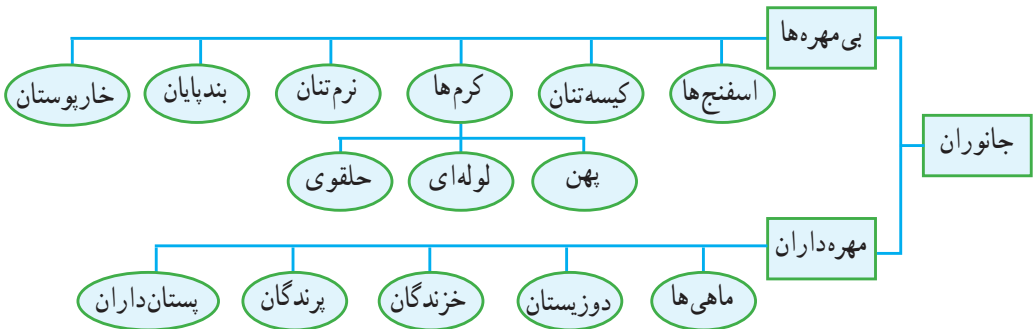 جانوران
بی‌مهره‌ها
اسفنج‌ها
کیسه‌تنان
کرم‌ها
نرم‌تنان
بندپایان
خارپوستان
پهن
لوله‌ای
حلقوی
مهره‌داران
ماهی‌ها
دوزیستان
خزندگان
پرندگان
پستان‌داران